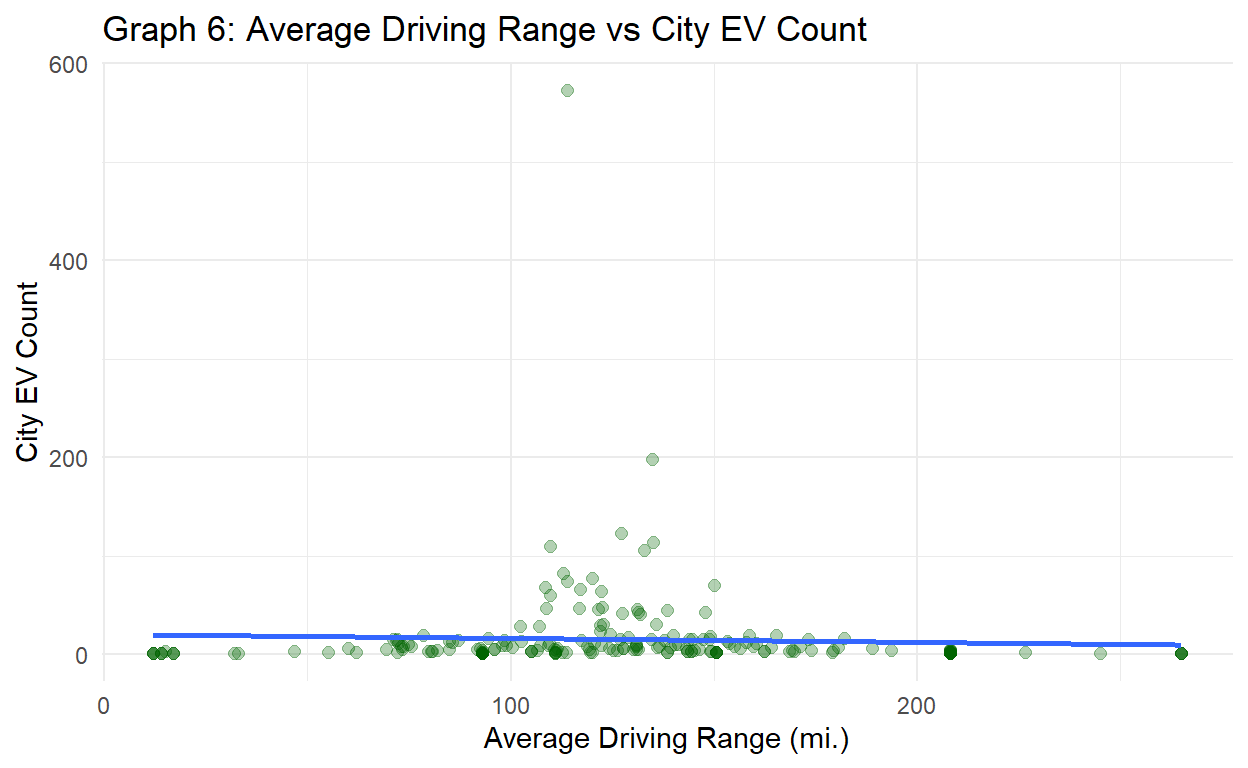 Graph 6: Average Driving Range vs City EV Count
600
400
200
0
City EV Count
0 100 200
Average Driving Range (mi.)